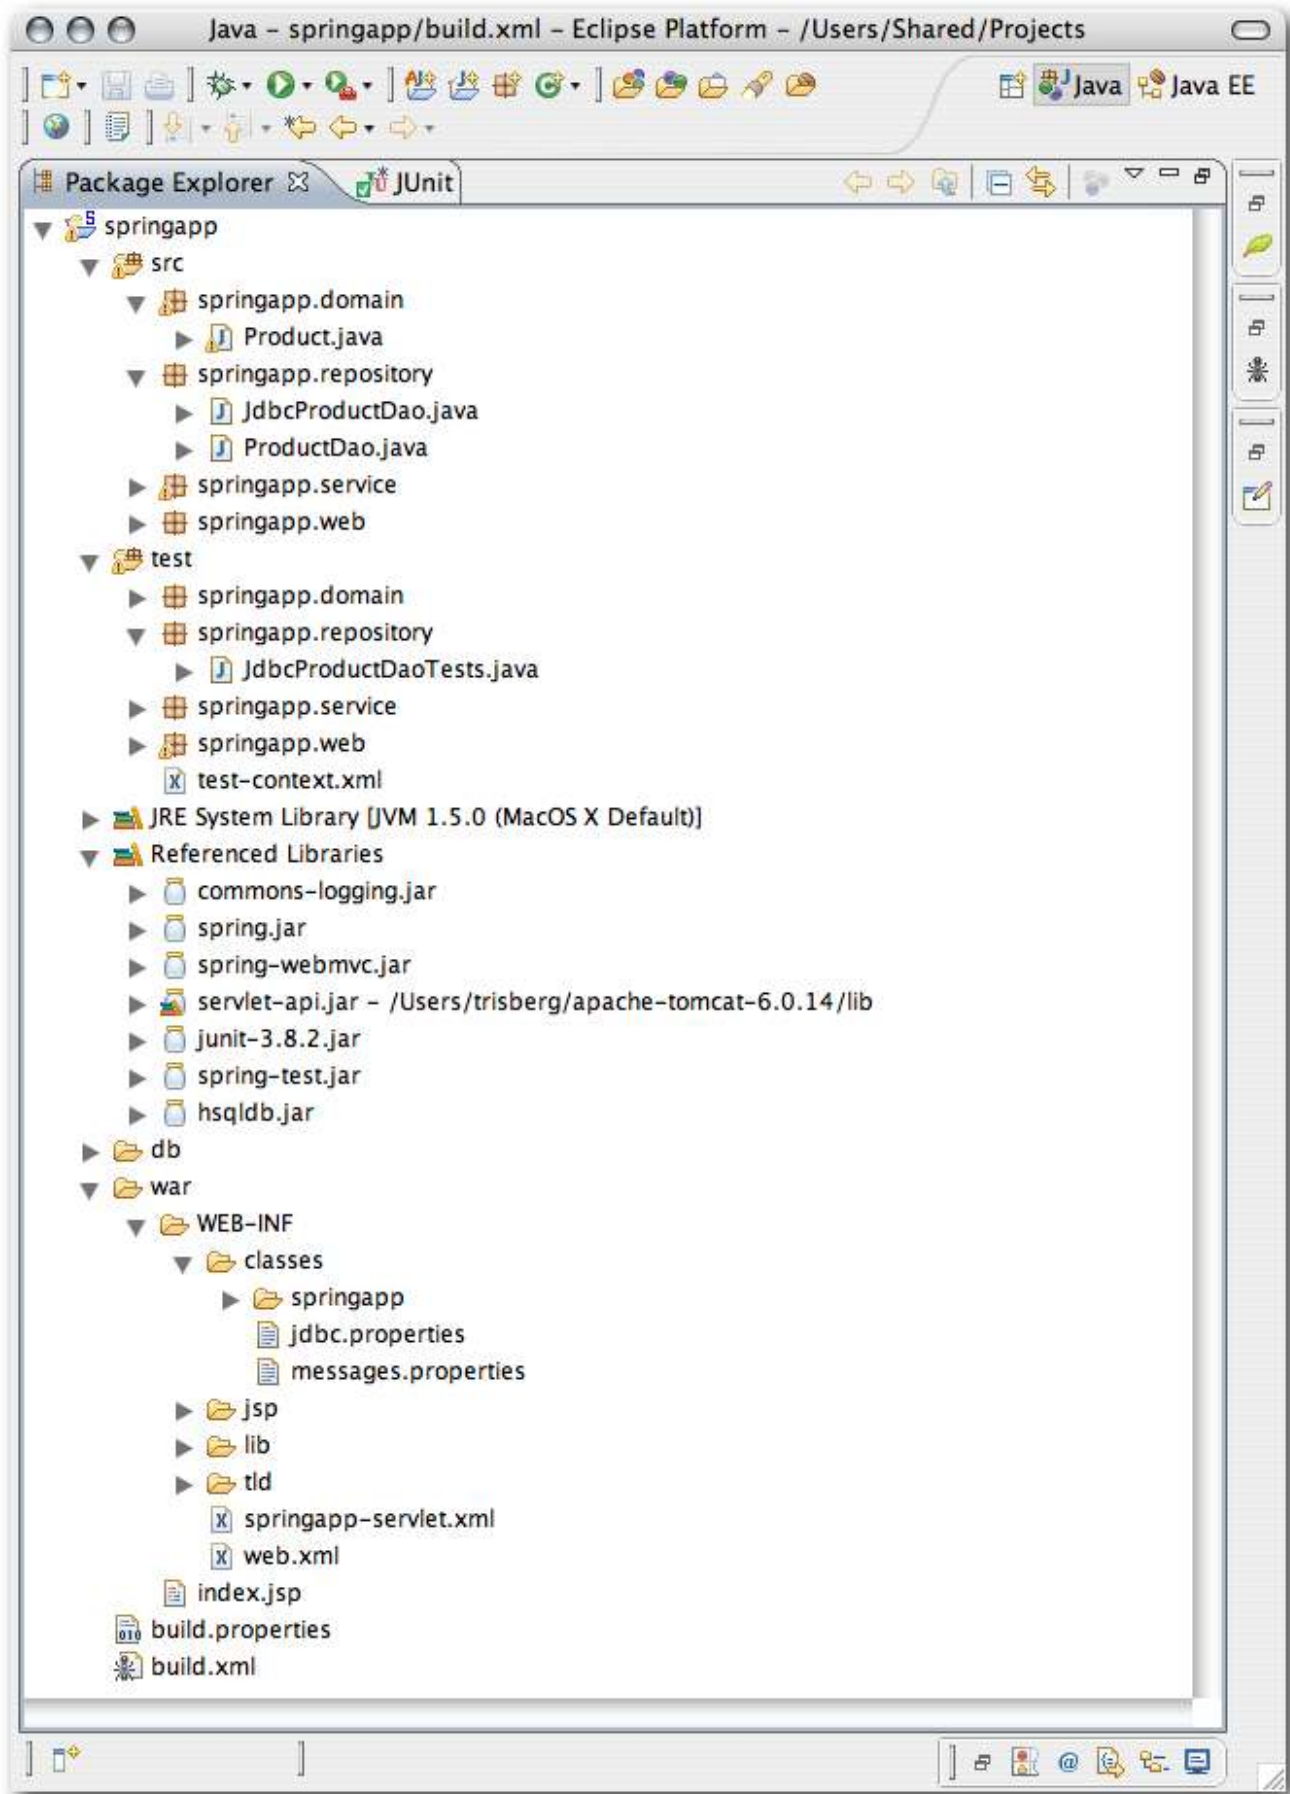 Java – springapp/build.xml – Eclipse Platform – /Users/Shared/Projects
Java
Java EE
Package Explorer
JUnit
springapp
src
springapp.domain
Product.java
springapp.repository
JdbcProductDao.java
ProductDao.java
springapp.service
springapp.web
test
springapp.domain
springapp.repository
JdbcProductDaoTests.java
springapp.service
springapp.web
test-context.xml
JRE System Library [JVM 1.5.0 (MacOS X Default)]
Referenced Libraries
commons-logging.jar
spring.jar
spring-webmvc.jar
servlet-api.jar – /Users/trisberg/apache-tomcat-6.0.14/lib
junit-3.8.2.jar
spring-test.jar
hsqldb.jar
db
war
WEB-INF
classes
springapp
jdbc.properties
messages.properties
jsp
lib
tld
springapp-servlet.xml
web.xml
index.jsp
build.properties
build.xml